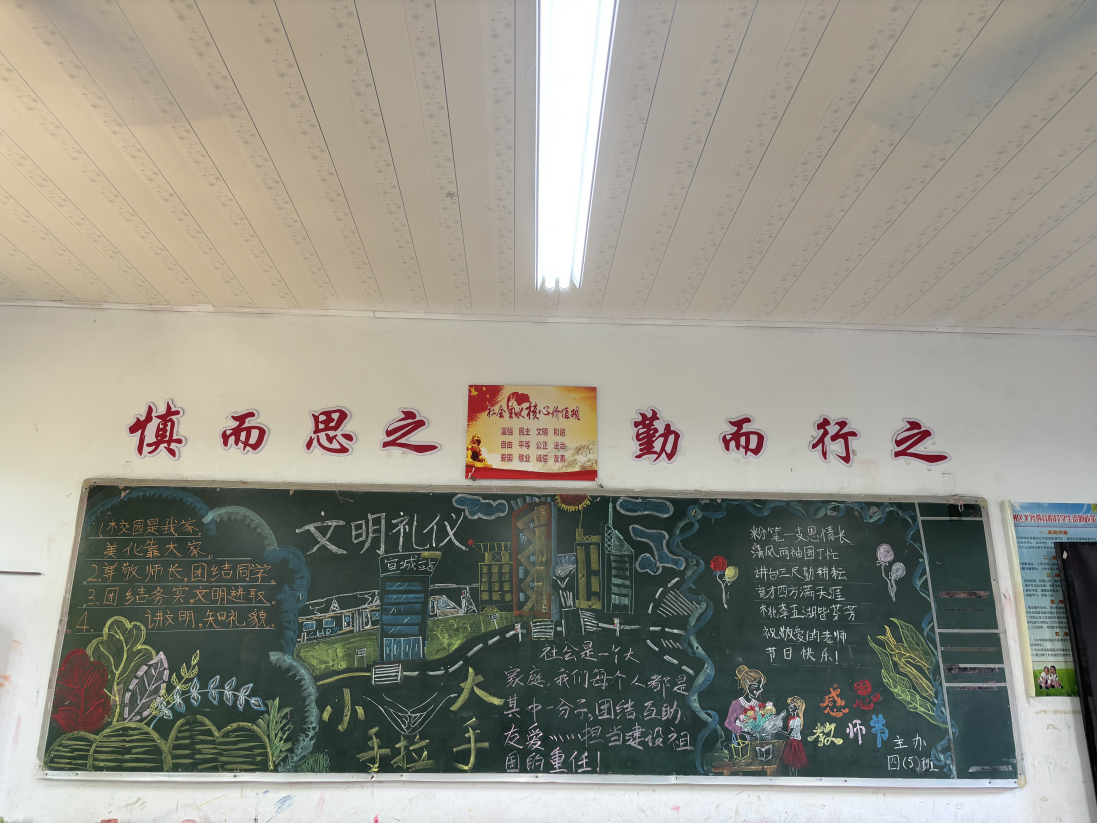 慎而思之
勤而行之
社会主义核心价值观
富强 民主 文明 和谐
自由 平等 公正 法治
爱国 敬业 诚信 友善
1.校园是我家
美化靠大家。
2.尊敬师长,团结同学。
3.团结务实,文明进取。
4. 讲文明,知礼貌。
文明礼仪
宣城站
CHR
小
大
手拉手
社会是一个大
家庭,我们每个人都是
其中一分子,团结、互助、
友爱……担当建设祖
国的重任!
粉笔一支恩情长
清风两袖园丁忙
讲台三尺勤耕耘
育才四方满天涯
桃李五湖皆芬芳
祝敬爱的老师
节日快乐!
感恩
教师节
主办
四(5)班